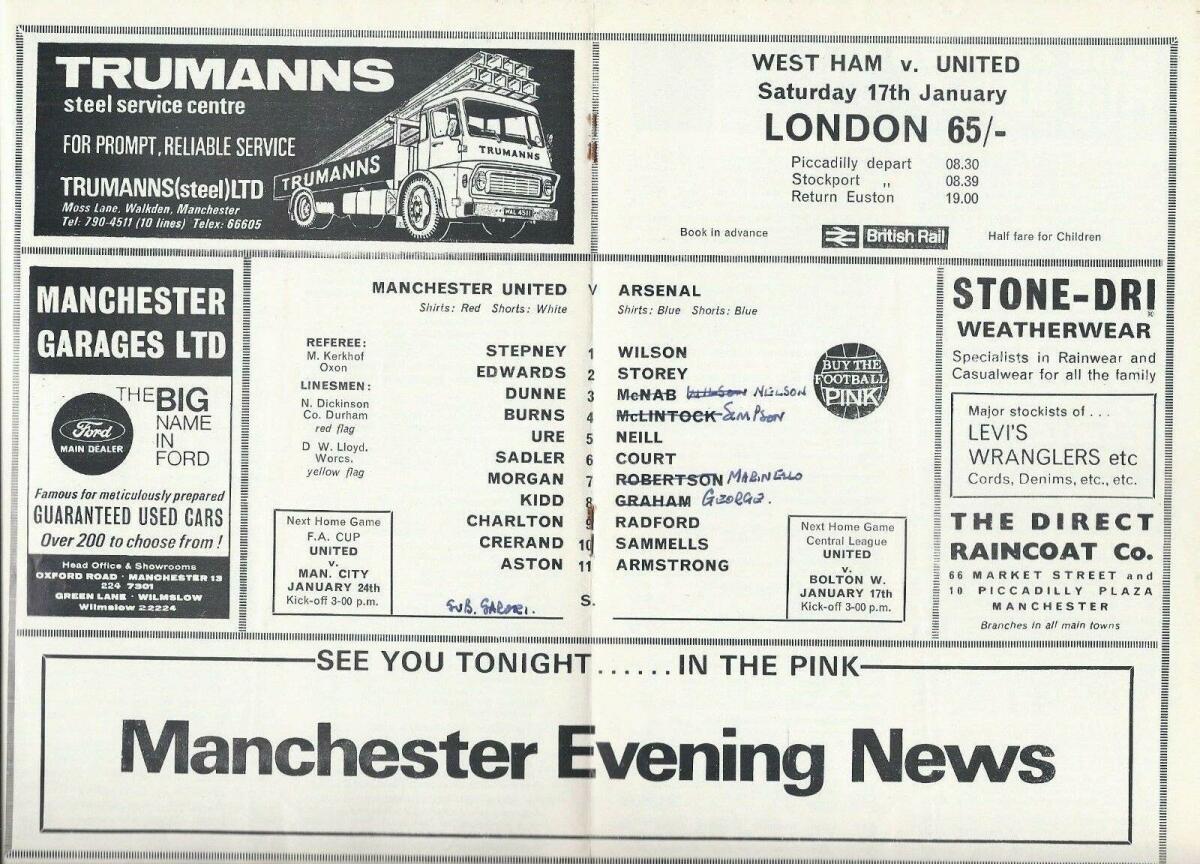 TRUMANNS
steel service centre
FOR PROMPT, RELIABLE SERVICE
TRUMANNS(steel)LTD
Moss Lane, Walkden, Manchester
Tel: 790-4511 (10 lines) Telex: 66605
TRUMANNS
TRUMANNS
WAL 4511
WEST HAM v. UNITED
Saturday 17th January
LONDON 65/-
Piccadilly depart 08.30
Stockport ,, 08.39
Return Euston 19.00
Book in advance
British Rail
Half fare for Children
MANCHESTER
GARAGES LTD
THE BIG
NAME
IN
FORD
Ford
MAIN DEALER
Famous for meticulously prepared
GUARANTEED USED CARS
Over 200 to choose from!
Head Office & Showrooms
OXFORD ROAD · MANCHESTER 13
224 7301
GREEN LANE · WILMSLOW
Wilmslow 22224
MANCHESTER UNITED v ARSENAL
Shirts: Red Shorts: White
Shirts: Blue Shorts: Blue
REFEREE:
M. Kerkhof
Oxon
LINESMEN:
N. Dickinson
Co. Durham
red flag
D W. Lloyd.
Worcs.
yellow flag
STEPNEY 1 WILSON
EDWARDS 2 STOREY
DUNNE 3 McNAB NIELSON
BURNS 4 McLINTOCK SIMPSON
URE 5 NEILL
SADLER 6 COURT
MORGAN 7 ROBERTSON MARINELLO
KIDD 8 GRAHAM GEORGE.
CHARLTON 9 RADFORD
CRERAND 10 SAMMELLS
ASTON 11 ARMSTRONG
S.
SUB.
BUY THE
FOOTBALL
PINK
Next Home Game
F.A. CUP
UNITED
v.
MAN. CITY
JANUARY 24th
Kick-off 3-00 p.m.
Next Home Game
Central League
UNITED
v.
BOLTON W.
JANUARY 17th
Kick-off 3-00 p.m.
STONE-DRI
WEATHERWEAR
Specialists in Rainwear and
Casualwear for all the family
Major stockists of ...
LEVI'S
WRANGLERS etc
Cords, Denims, etc., etc.
THE DIRECT
RAINCOAT Co.
66 MARKET STREET and
10 PICCADILLY PLAZA
MANCHESTER
Branches in all main towns
SEE YOU TONIGHT......IN THE PINK
Manchester Evening News